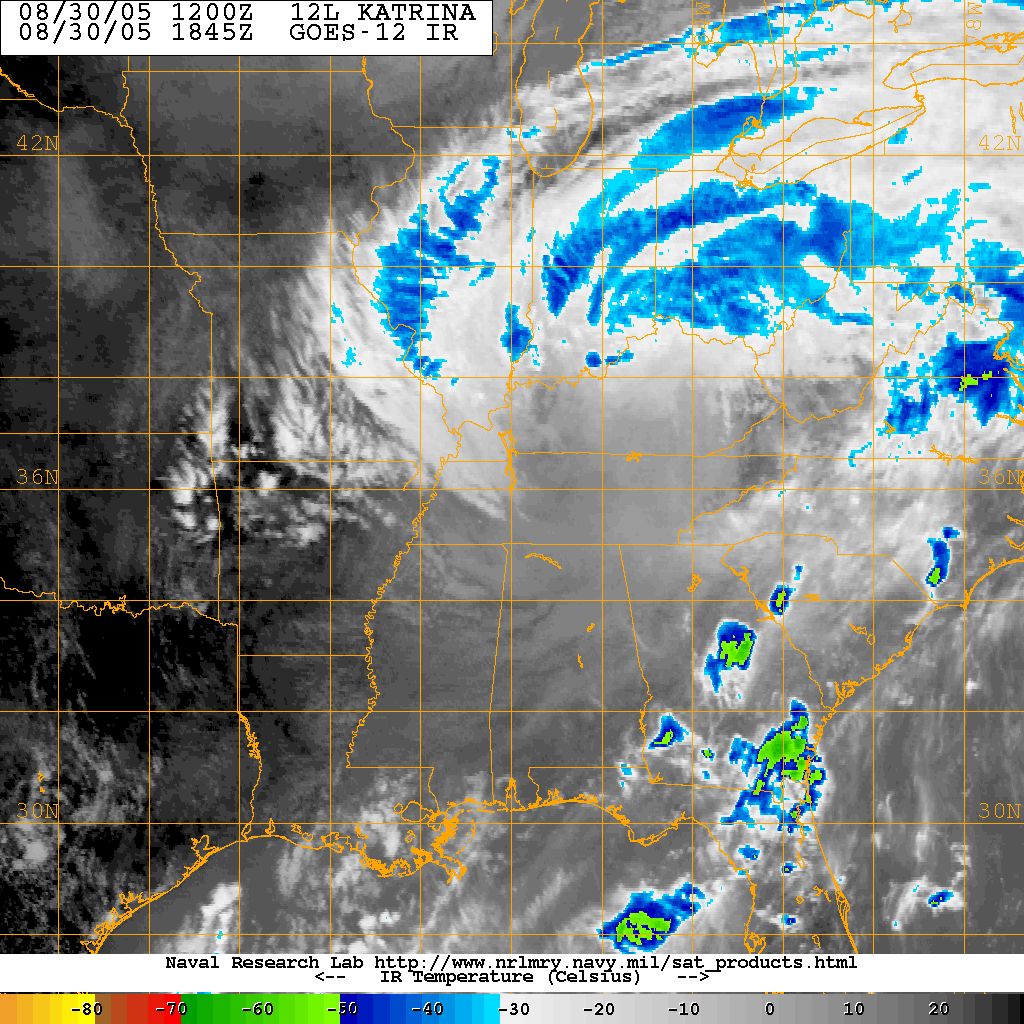 08/30/05 1200Z 12L KATRINA
08/30/05 1845Z GOES-12 IR
42N 42N
36N 36N
30N 30N
Naval Research Lab http://www.nrlmry.navy.mil/sat_products.html
<-- IR Temperature (Celsius) -->
-80 -70 -60 -50 -40 -30 -20 -10 0 10 20